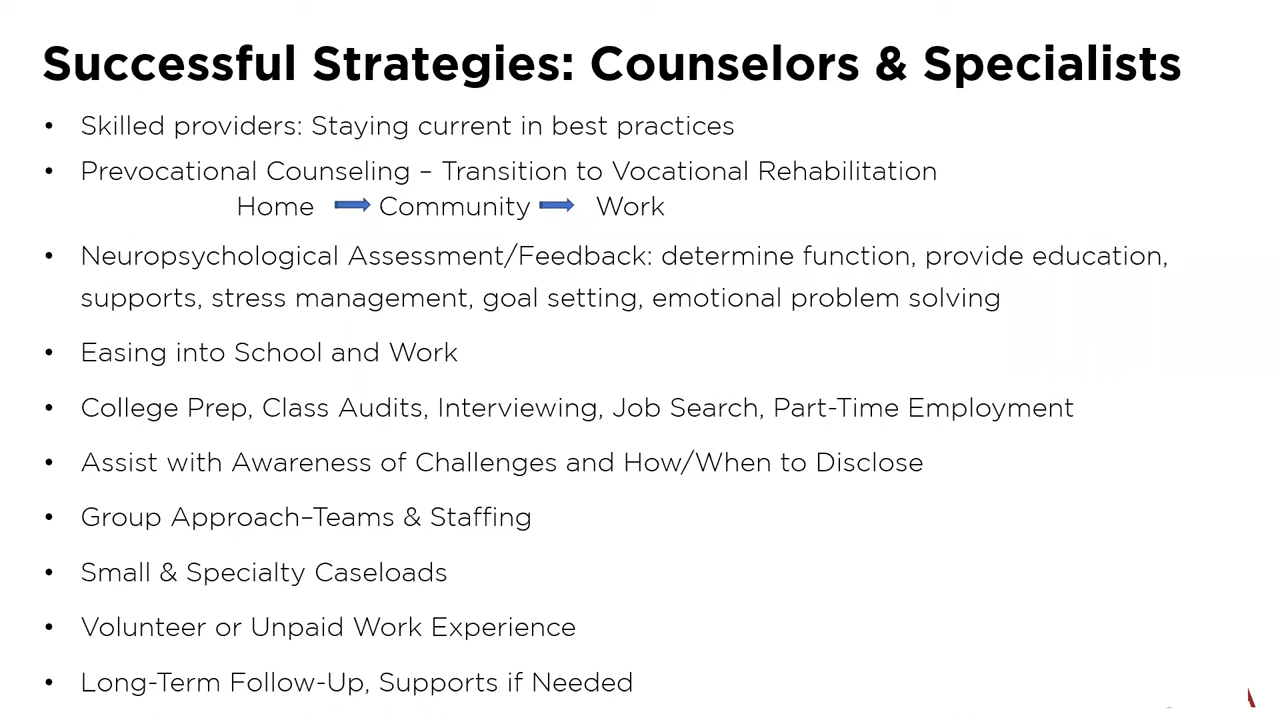 Successful Strategies: Counselors & Specialists
• Skilled providers: Staying current in best practices
• Prevocational Counseling – Transition to Vocational Rehabilitation
Home Community Work
• Neuropsychological Assessment/Feedback: determine function, provide education,
supports, stress management, goal setting, emotional problem solving
• Easing into School and Work
• College Prep, Class Audits, Interviewing, Job Search, Part-Time Employment
• Assist with Awareness of Challenges and How/When to Disclose
• Group Approach–Teams & Staffing
• Small & Specialty Caseloads
• Volunteer or Unpaid Work Experience
• Long-Term Follow-Up, Supports if Needed